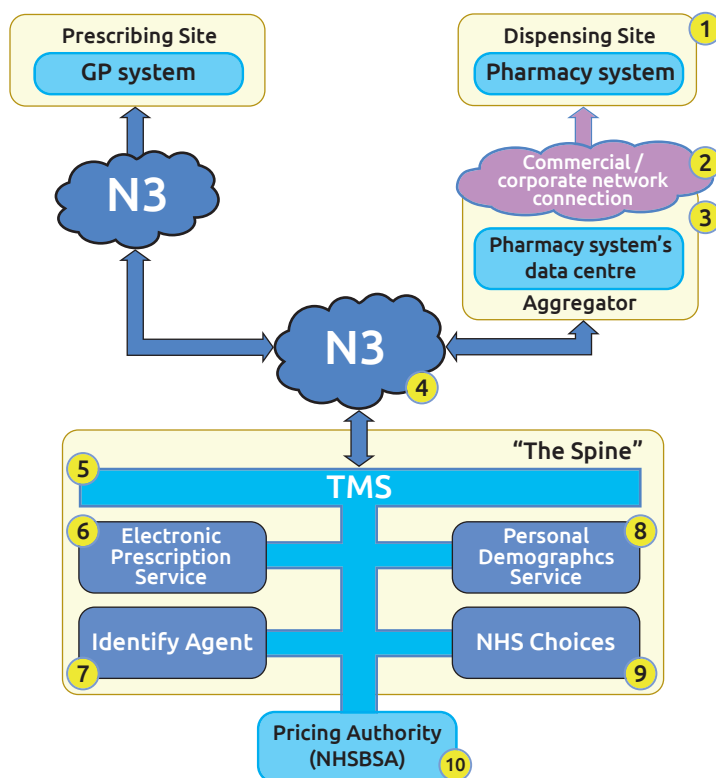 Prescribing Site
GP system
Dispensing Site
1
Pharmacy system
N3
Commercial /
corporate network
connection
2
3
Pharmacy system’s
data centre
Aggregator
N3
4
“The Spine”
5
TMS
6
Electronic
Prescription
Service
8
Personal
Demographcs
Service
Identify Agent
7
NHS Choices
9
Pricing Authority
(NHSBSA)
10